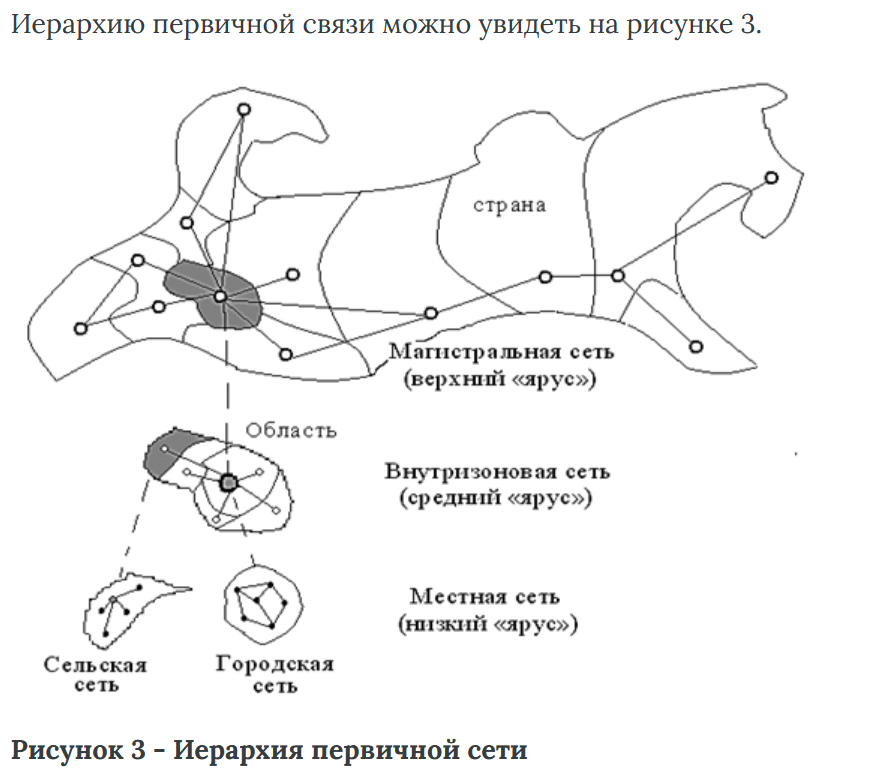 Иерархию первичной связи можно увидеть на рисунке 3.
страна
Магистральная сеть
(верхний «ярус»)
Область
Внутризоновая сеть
(средний «ярус»)
Местная сеть
(низкий «ярус»)
Сельская
сеть
Городская
сеть
Рисунок 3 - Иерархия первичной сети